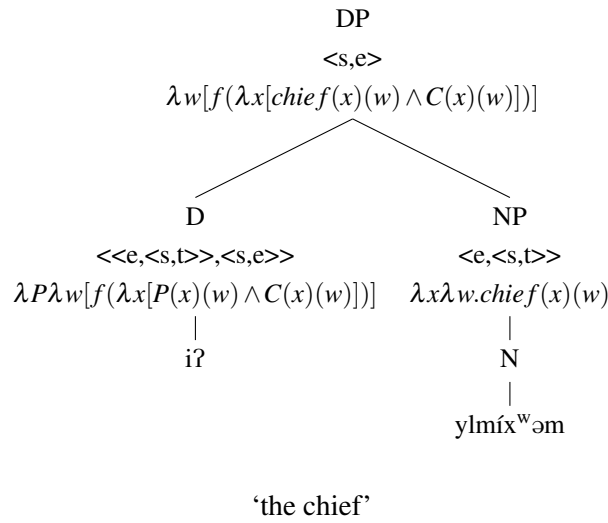 DP
<s,e>
λw[f(λx[chief(x)(w) ∧ C(x)(w)])]
D NP
<<e,<s,t>>,<s,e>> <e,<s,t>>
λPλw[f(λx[P(x)(w) ∧ C(x)(w)])] λxλw.chief(x)(w)
iʔ N
ylmíxʷəm
‘the chief’